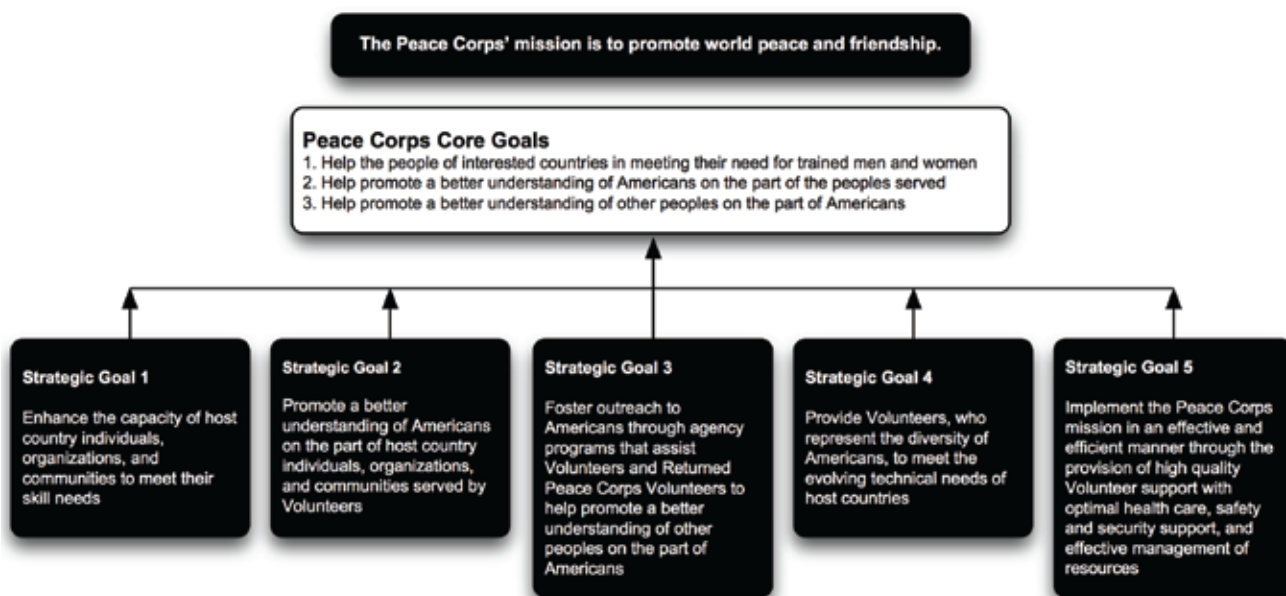 The Peace Corps' mission is to promote world peace and friendship.
Peace Corps Core Goals
1. Help the people of interested countries in meeting their need for trained men and women
2. Help promote a better understanding of Americans on the part of the peoples served
3. Help promote a better understanding of other peoples on the part of Americans
Strategic Goal 1
Enhance the capacity of host
country individuals,
organizations, and
communities to meet their
skill needs
Strategic Goal 2
Promote a better
understanding of Americans
on the part of host country
individuals, organizations,
and communities served by
Volunteers
Strategic Goal 3
Foster outreach to
Americans through agency
programs that assist
Volunteers and Returned
Peace Corps Volunteers to
help promote a better
understanding of other
peoples on the part of
Americans
Strategic Goal 4
Provide Volunteers, who
represent the diversity of
Americans, to meet the
evolving technical needs of
host countries
Strategic Goal 5
Implement the Peace Corps
mission in an effective and
efficient manner through the
provision of high quality
Volunteer support with
optimal health care, safety
and security support, and
effective management of
resources